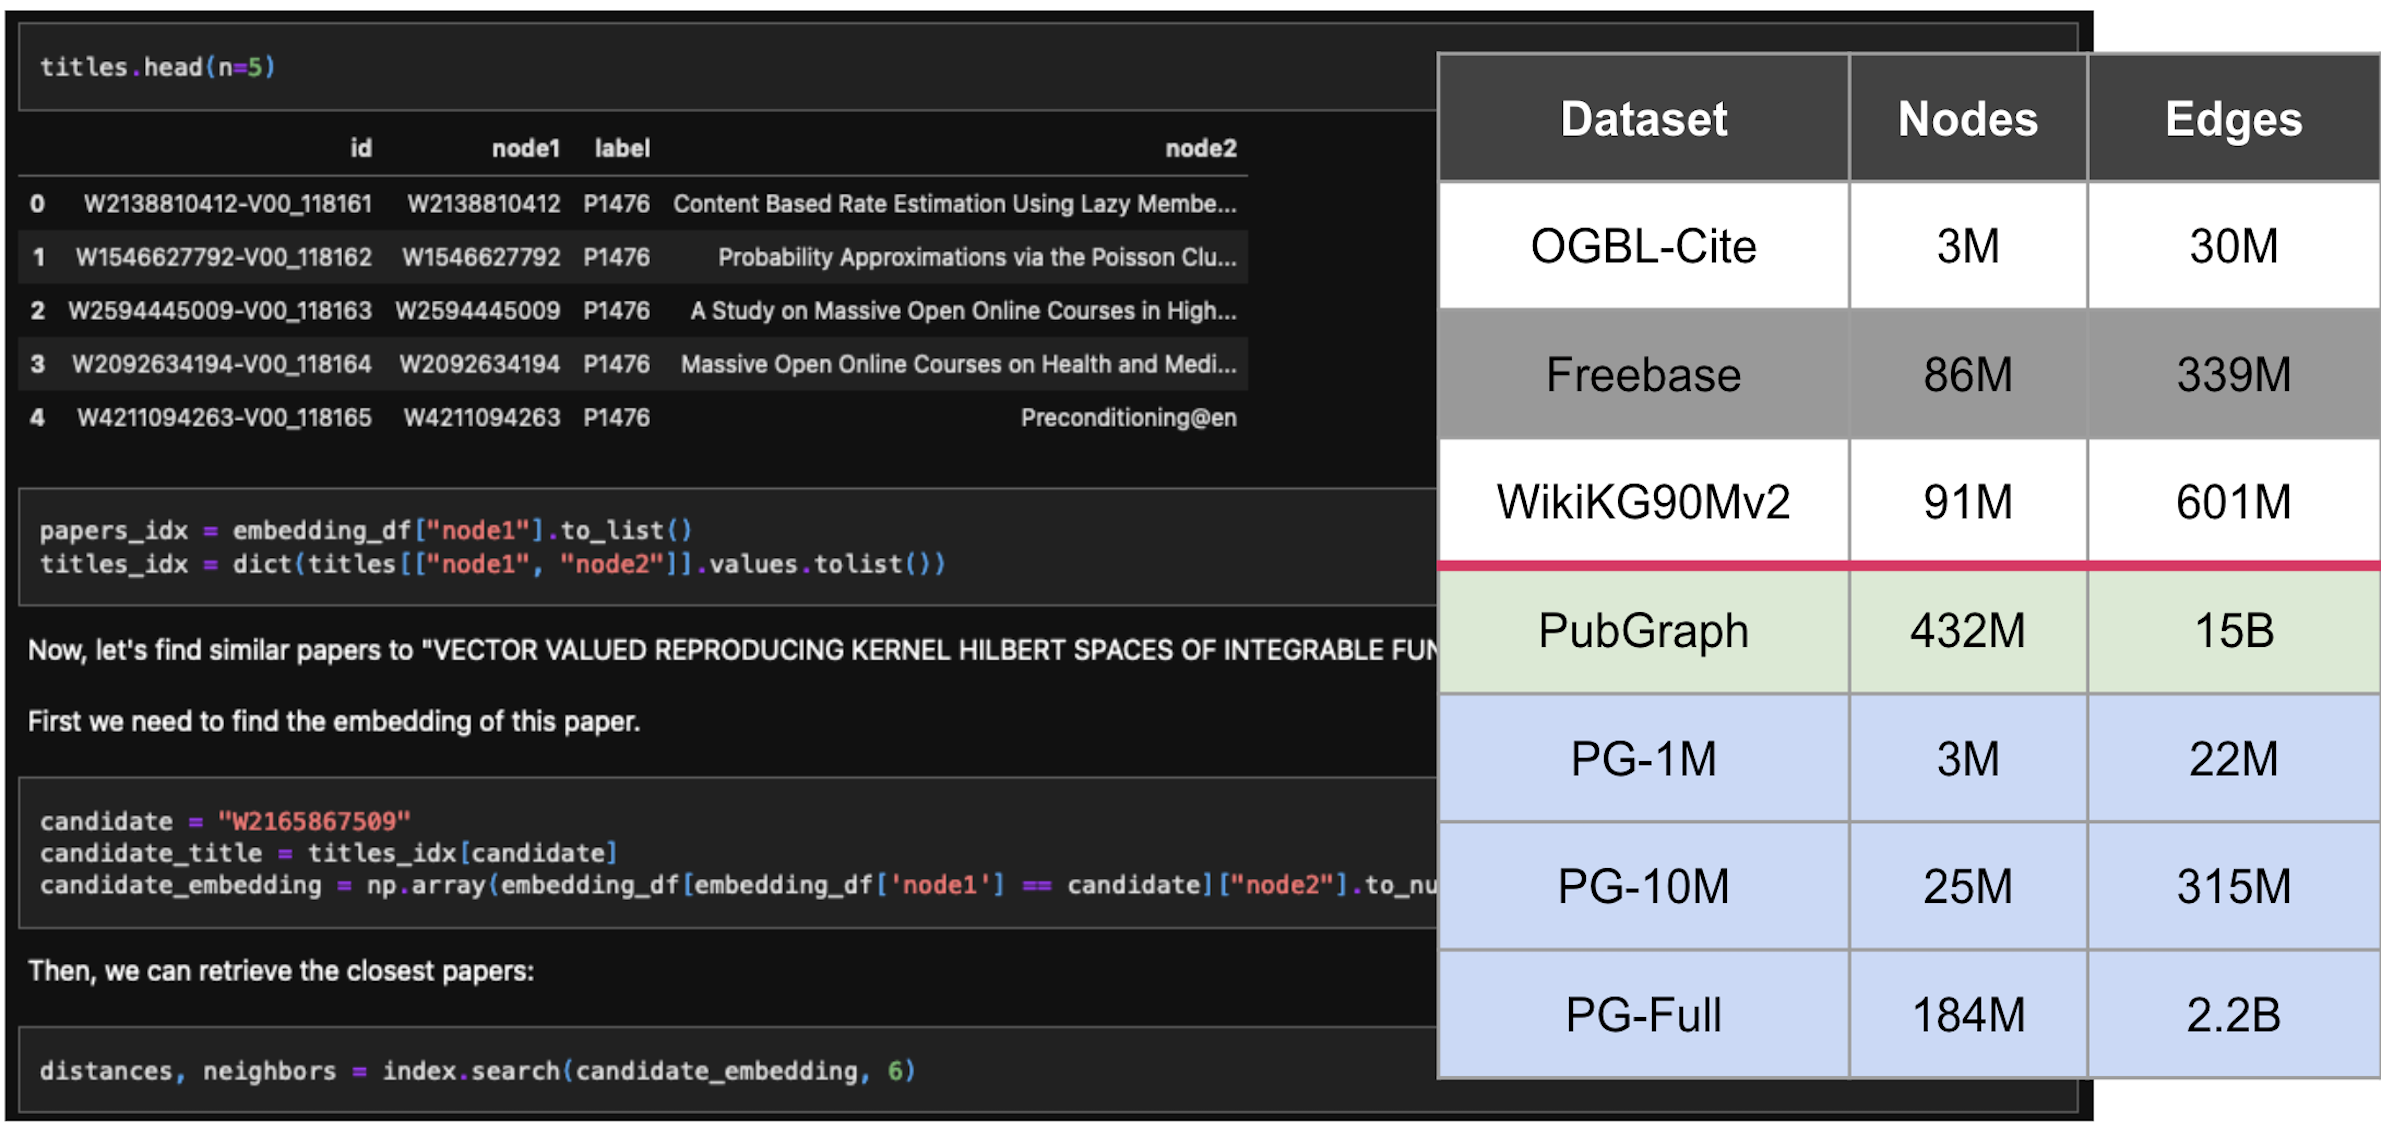 titles.head(n=5)
id node1 label node2
0 W2138810412-V00_118161 W2138810412 P1476 Content Based Rate Estimation Using Lazy Membe...
1 W1546627792-V00_118162 W1546627792 P1476 Probability Approximations via the Poisson Clu...
2 W2594445009-V00_118163 W2594445009 P1476 A Study on Massive Open Online Courses in High...
3 W2092634194-V00_118164 W2092634194 P1476 Massive Open Online Courses on Health and Medi...
4 W4211094263-V00_118165 W4211094263 P1476 Preconditioning@en
papers_idx = embedding_df["node1"].to_list()
titles_idx = dict(titles[["node1", "node2"]].values.tolist())
Now, let's find similar papers to "VECTOR VALUED REPRODUCING KERNEL HILBERT SPACES OF INTEGRABLE FUN
First we need to find the embedding of this paper.
candidate = "W2165867509"
candidate_title = titles_idx[candidate]
candidate_embedding = np.array(embedding_df[embedding_df['node1'] == candidate]["node2"].to_nu
Then, we can retrieve the closest papers:
distances, neighbors = index.search(candidate_embedding, 6)
Dataset Nodes Edges
OGBL-Cite 3M 30M
Freebase 86M 339M
WikiKG90Mv2 91M 601M
PubGraph 432M 15B
PG-1M 3M 22M
PG-10M 25M 315M
PG-Full 184M 2.2B